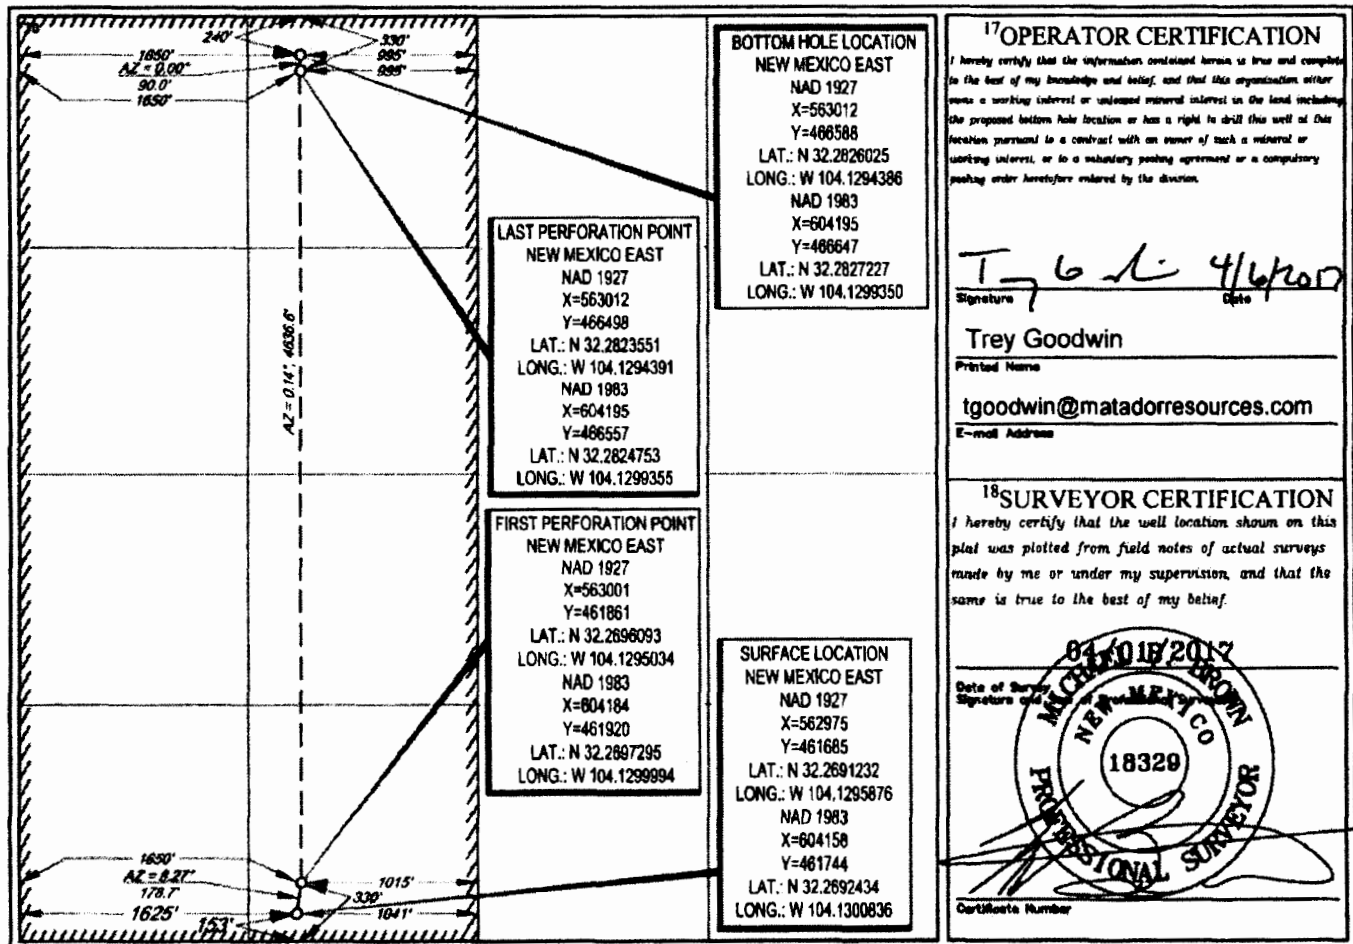 240'
330'
1650'
995'
AZ = 0.00°
995'
90.0'
1650'
AZ = 0.14°, 4636.6'
1650'
AZ = 8.27°
178.7'
1015'
330'
1625'
1041'
153'
BOTTOM HOLE LOCATION
NEW MEXICO EAST
NAD 1927
X=563012
Y=466588
LAT.: N 32.2826025
LONG.: W 104.1294386
NAD 1983
X=604195
Y=466647
LAT.: N 32.2827227
LONG.: W 104.1299350
LAST PERFORATION POINT
NEW MEXICO EAST
NAD 1927
X=563012
Y=466498
LAT.: N 32.2823551
LONG.: W 104.1294391
NAD 1983
X=604195
Y=466557
LAT.: N 32.2824753
LONG.: W 104.1299355
FIRST PERFORATION POINT
NEW MEXICO EAST
NAD 1927
X=563001
Y=461861
LAT.: N 32.2696093
LONG.: W 104.1295034
NAD 1983
X=604184
Y=461920
LAT.: N 32.2697295
LONG.: W 104.1299994
SURFACE LOCATION
NEW MEXICO EAST
NAD 1927
X=562975
Y=461685
LAT.: N 32.2691232
LONG.: W 104.1295876
NAD 1983
X=604158
Y=461744
LAT.: N 32.2692434
LONG.: W 104.1300836
17OPERATOR CERTIFICATION
I hereby certify that the information contained herein is true and complete
to the best of my knowledge and belief, and that this organization either
owns a working interest or unleased mineral interest in the land including
the proposed bottom hole location or has a right to drill this well at this
location pursuant to a contract with an owner of such a mineral or
working interest, or to a voluntary pooling agreement or a compulsory
pooling order heretofore entered by the division.
4/6/2017
Signature Date
Trey Goodwin
Printed Name
tgoodwin@matadorresources.com
E-mail Address
18SURVEYOR CERTIFICATION
I hereby certify that the well location shown on this
plat was plotted from field notes of actual surveys
made by me or under my supervision, and that the
same is true to the best of my belief.
04/01/2017
Date of Survey
Signature and
MICHAEL BROWN
NEW MEXICO
18329
PROFESSIONAL SURVEYOR
Certificate Number